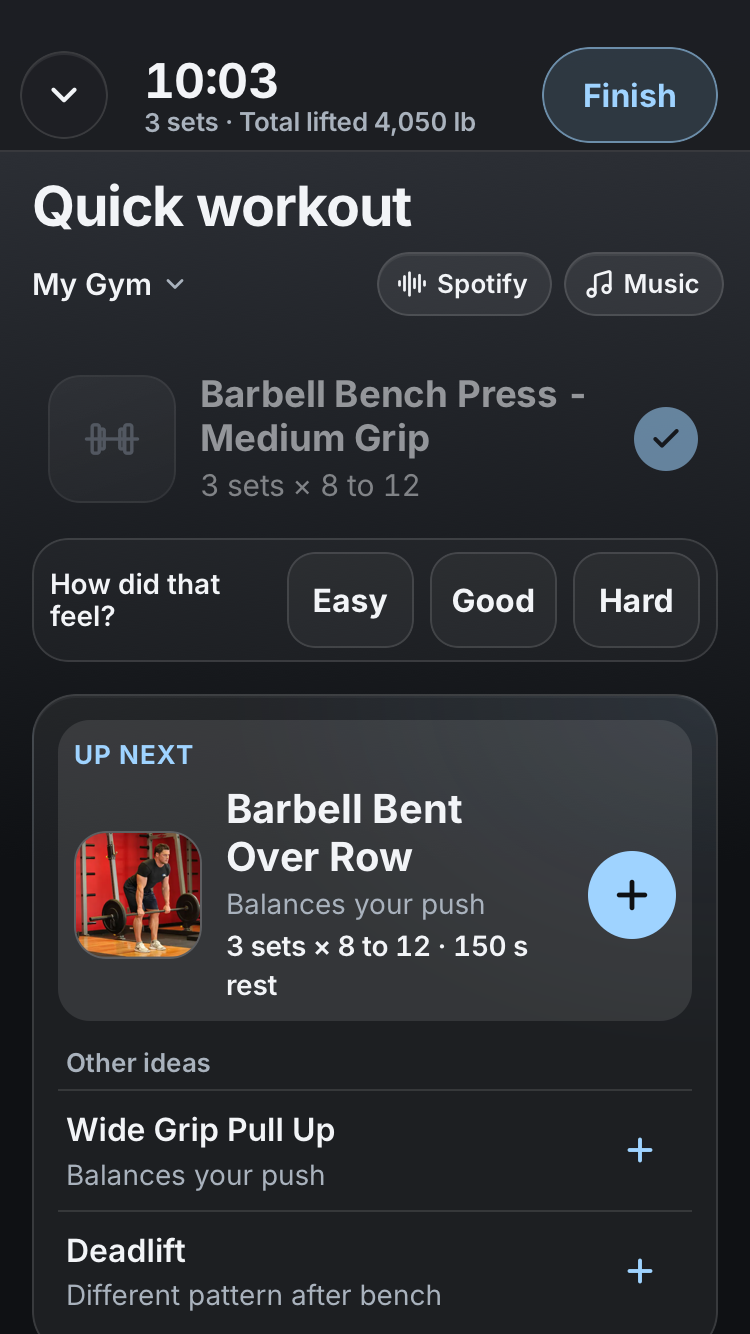 10:03
3 sets · Total lifted 4,050 lb
Finish
Quick workout
My Gym
Spotify
Music
Barbell Bench Press -
Medium Grip
3 sets × 8 to 12
How did that
feel?
Easy
Good
Hard
UP NEXT
Barbell Bent
Over Row
Balances your push
3 sets × 8 to 12 · 150 s
rest
Other ideas
Wide Grip Pull Up
Balances your push
Deadlift
Different pattern after bench